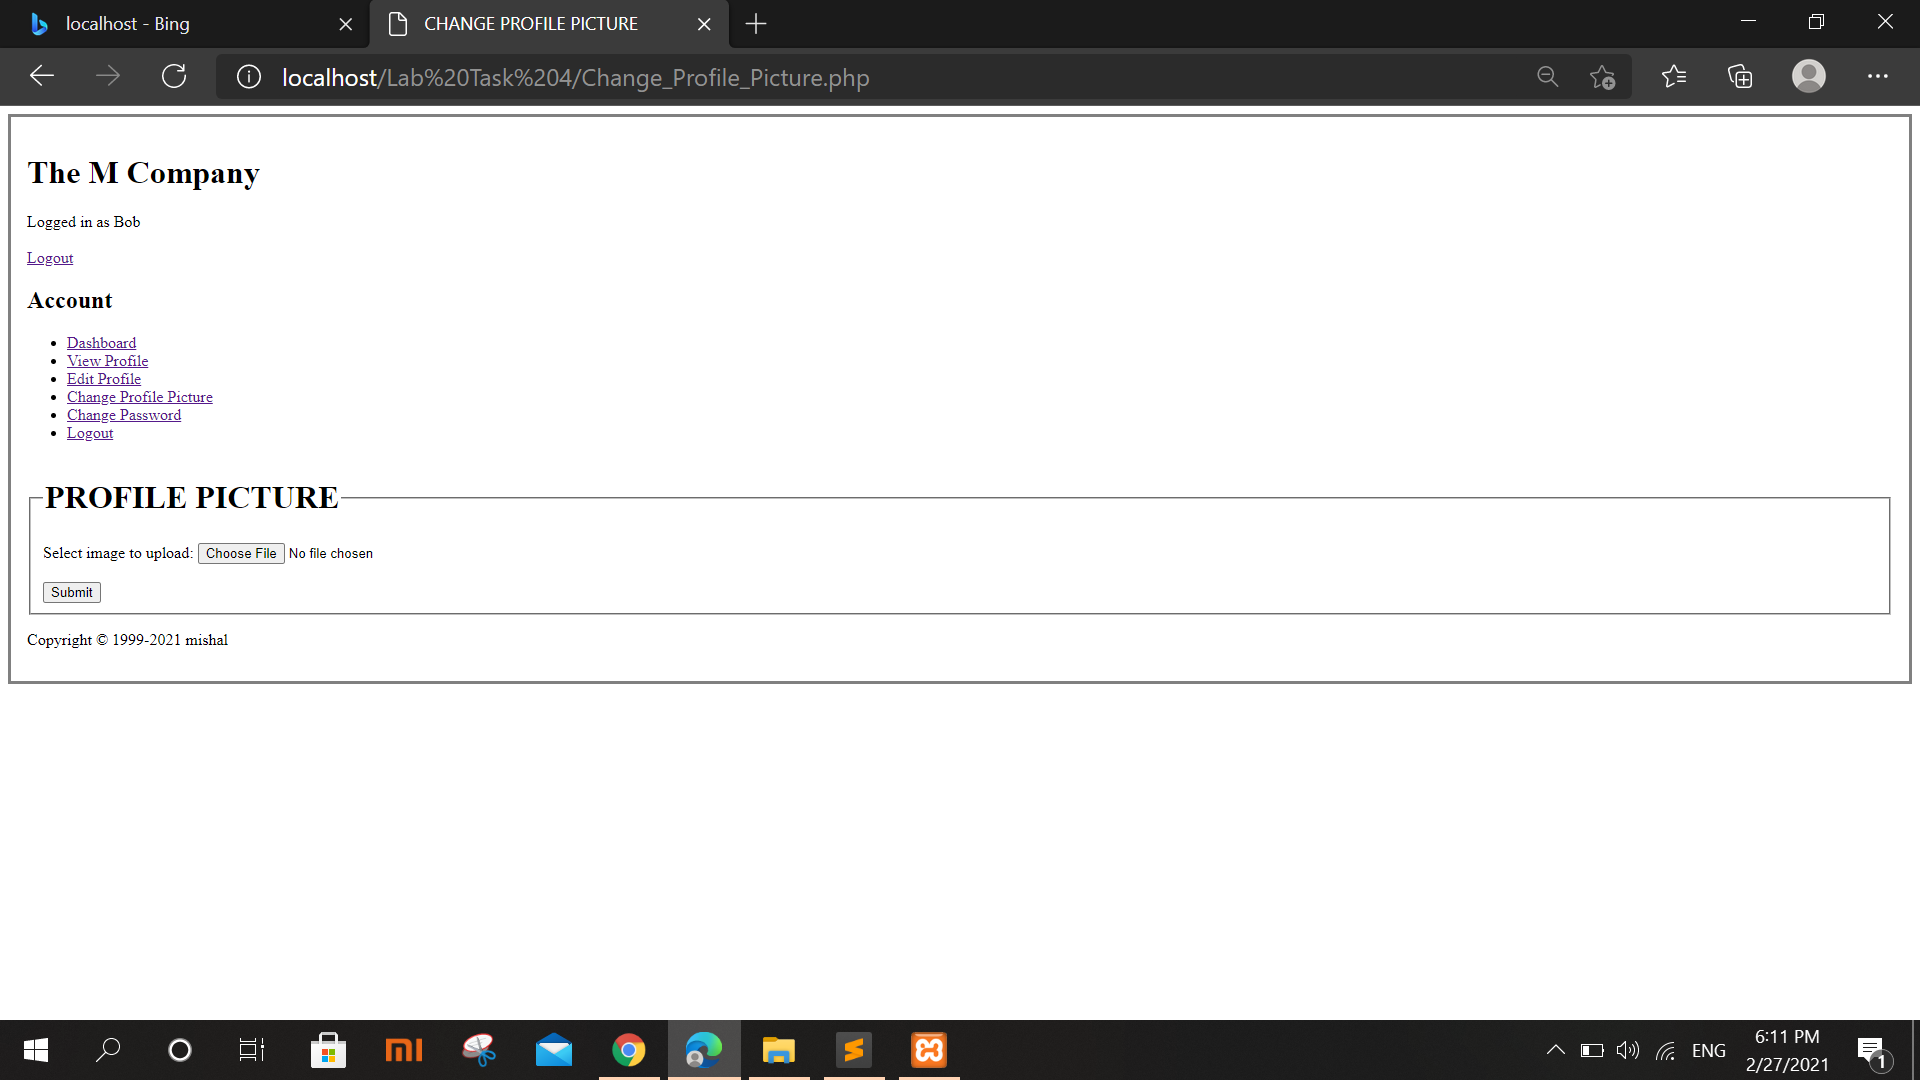 localhost - Bing
CHANGE PROFILE PICTURE
localhost/Lab%20Task%204/Change_Profile_Picture.php
The M Company
Logged in as Bob
Logout
Account
Dashboard
View Profile
Edit Profile
Change Profile Picture
Change Password
Logout
PROFILE PICTURE
Select image to upload: Choose File No file chosen
Submit
Copyright © 1999-2021 mishal
ENG
6:11 PM
2/27/2021
1